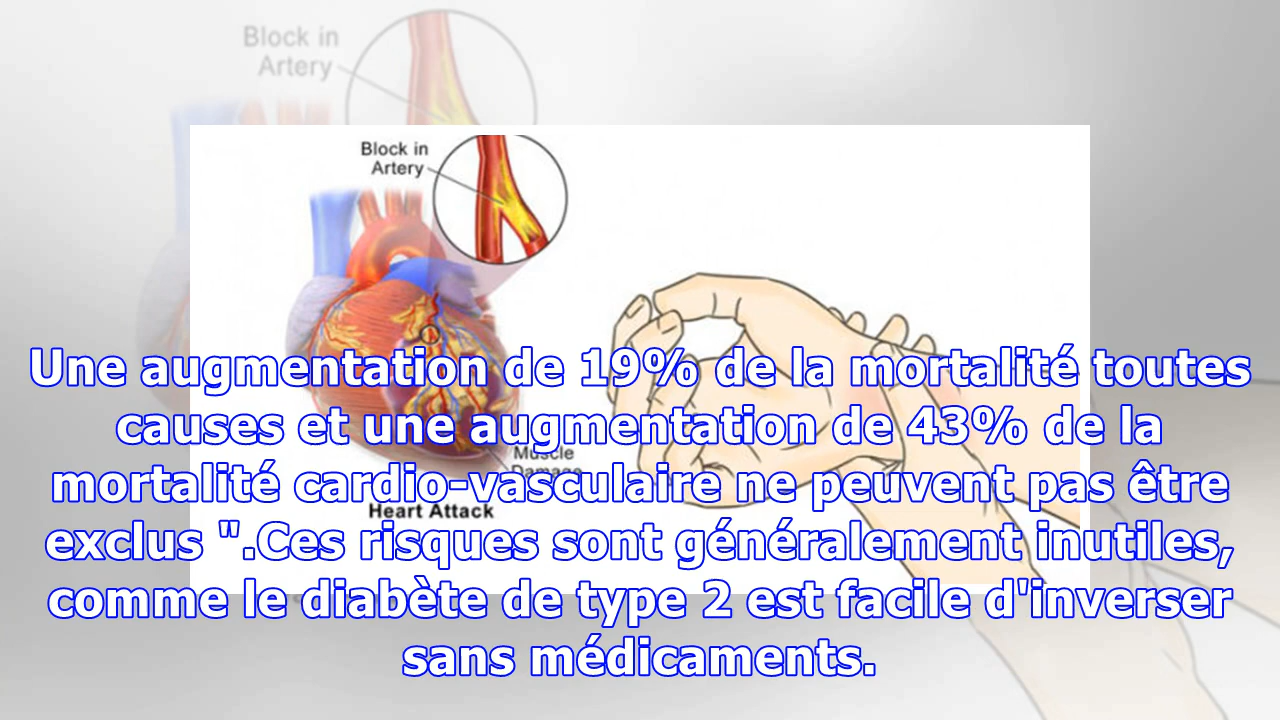 Block in
Artery
Block in
Artery
Une augmentation de 19% de la mortalité toutes
causes et une augmentation de 43% de la
mortalité cardio-vasculaire ne peuvent pas être
exclus ".Ces risques sont généralement inutiles,
comme le diabète de type 2 est facile d'inverser
sans médicaments.
Muscle
Damage
Heart Attack